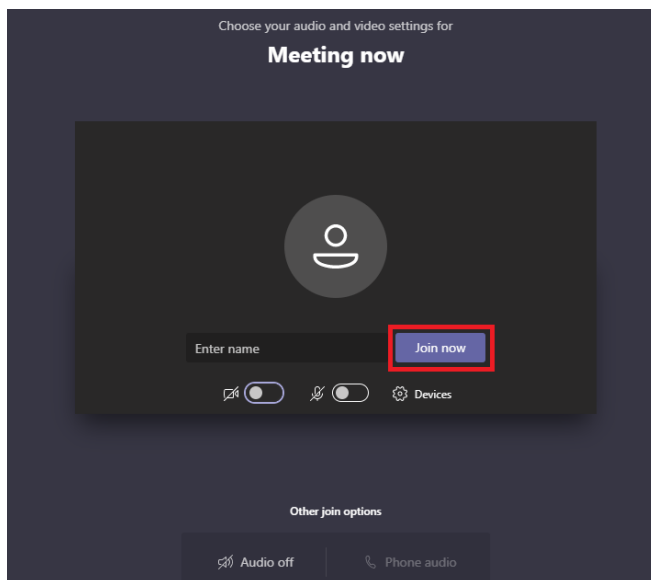 Choose your audio and video settings for
Meeting now
Enter name
Join now
Devices
Other join options
Audio off
Phone audio